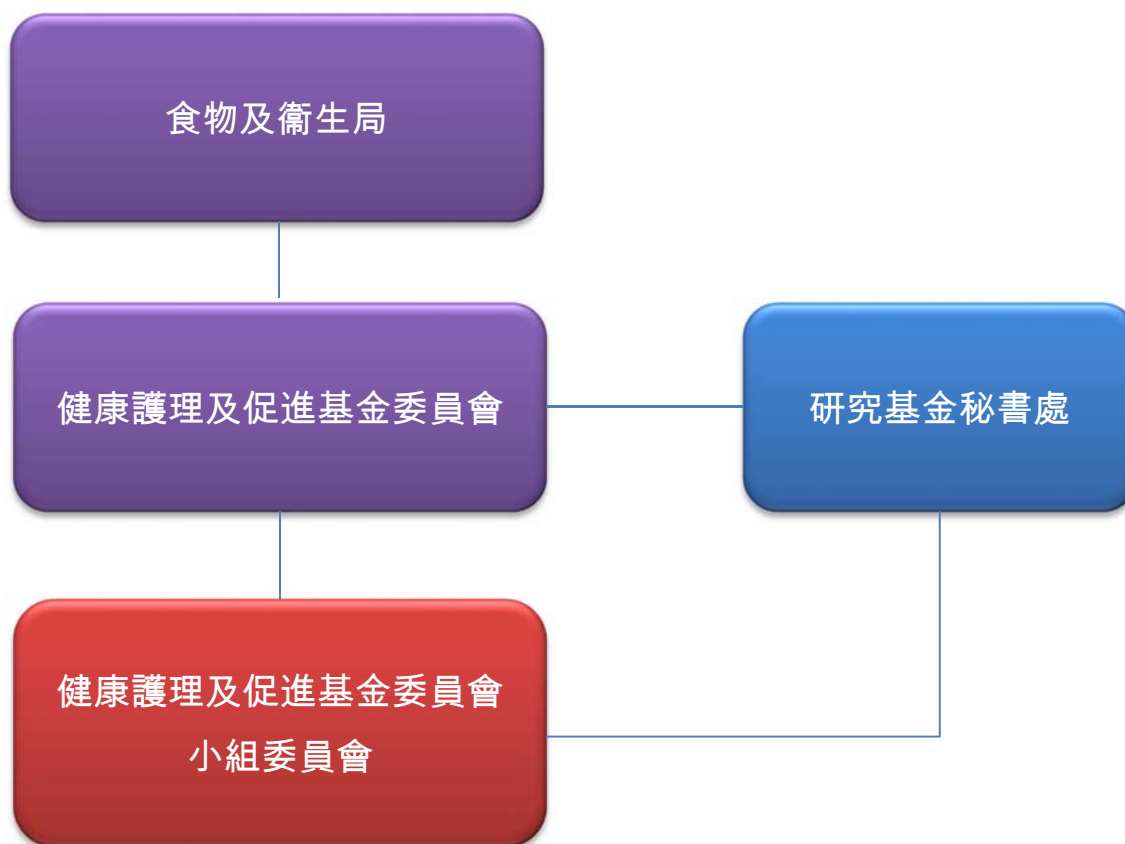 食物及衞生局
健康護理及促進基金委員會
研究基金秘書處
健康護理及促進基金委員會
小組委員會